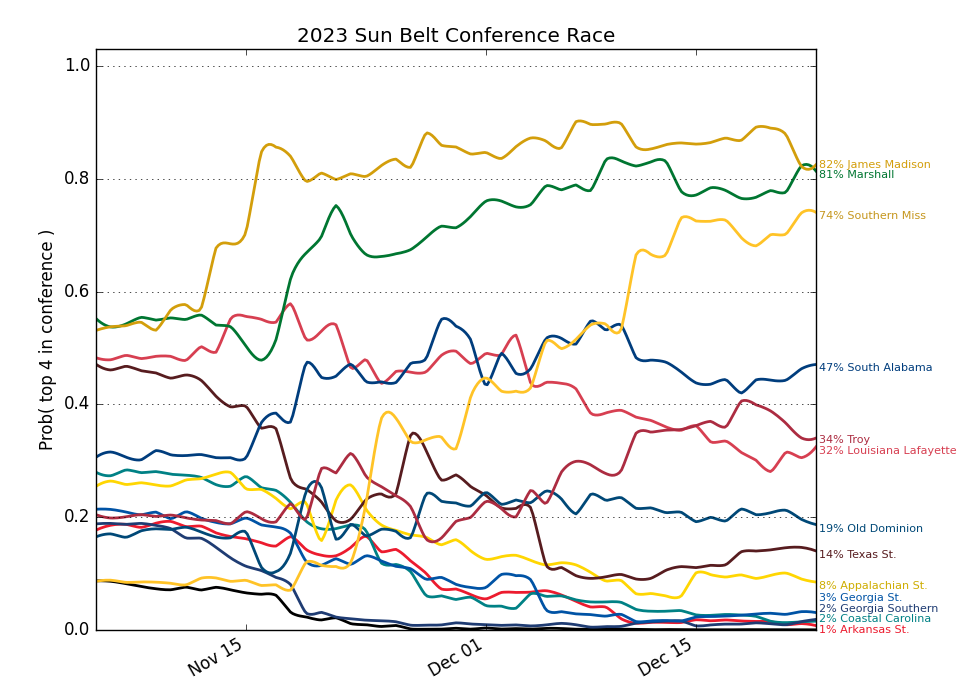 2023 Sun Belt Conference Race
Prob( top 4 in conference )
1.0
0.8
0.6
0.4
0.2
0.0
Nov 15
Dec 01
Dec 15
82% James Madison
81% Marshall
74% Southern Miss
47% South Alabama
34% Troy
32% Louisiana Lafayette
19% Old Dominion
14% Texas St.
8% Appalachian St.
3% Georgia St.
2% Georgia Southern
2% Coastal Carolina
1% Arkansas St.